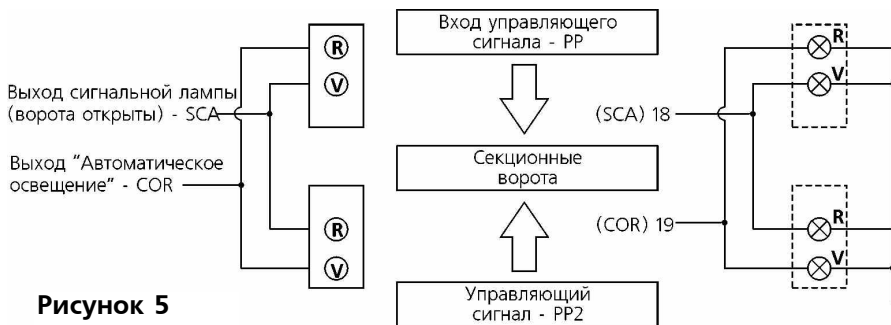 Вход управляющего
сигнала - PP
R
V
Выход сигнальной лампы
(ворота открыты) - SCA
Выход "Автоматическое
освещение" - COR
R
V
Секционные
ворота
Управляющий
сигнал - PP2
R
V
(SCA) 18
(COR) 19
R
V
Рисунок 5